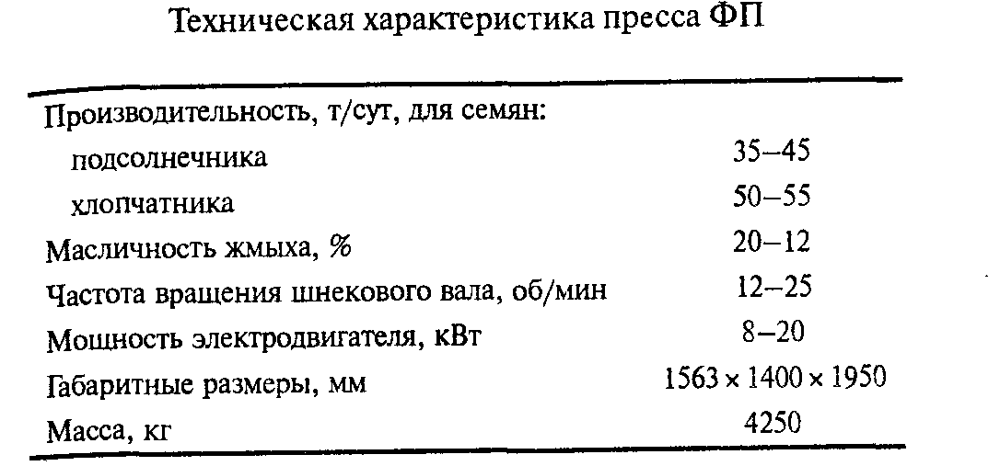 Техническая характеристика пресса ФП
Производительность, т/сут, для семян:
подсолнечника 35–45
хлопчатника 50–55
Масличность жмыха, % 20–12
Частота вращения шнекового вала, об/мин 12–25
Мощность электродвигателя, кВт 8–20
Габаритные размеры, мм 1563 × 1400 × 1950
Масса, кг 4250